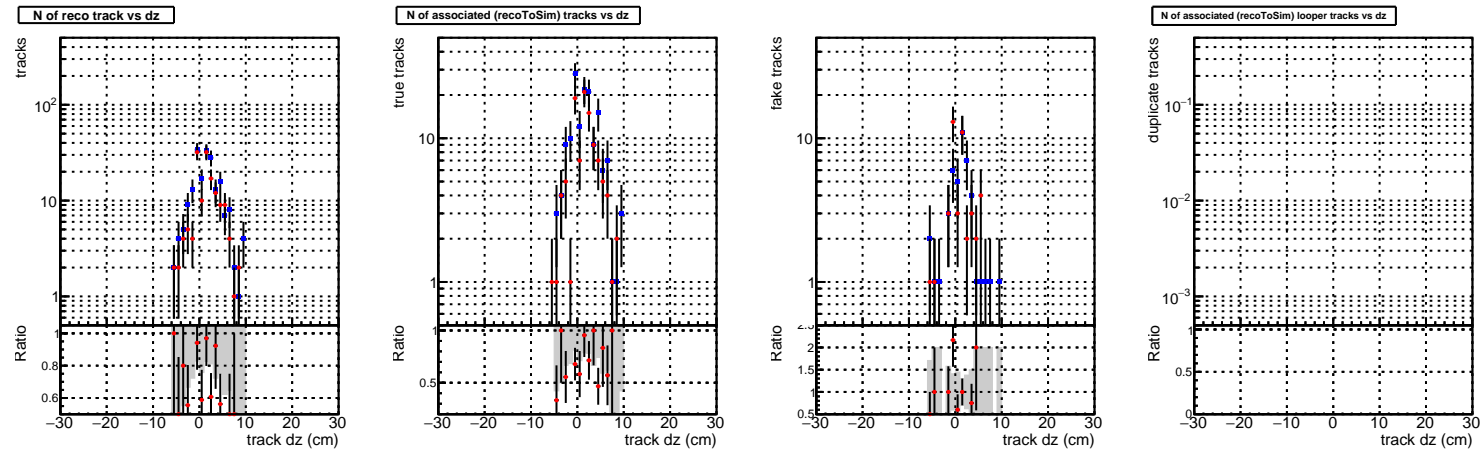 N of reco track vs dz
N of associated (recoToSim) tracks vs dz
N of associated (recoToSim) looper tracks vs dz
tracks
10²
10
1
Ratio
1
0.8
0.6
−30 −20 −10 0 10 20 30
track dz (cm)
true tracks
10
1
Ratio
1
0.5
−30 −20 −10 0 10 20 30
track dz (cm)
fake tracks
10
1
Ratio
2.5
2
1.5
1
0.5
−30 −20 −10 0 10 20 30
track dz (cm)
duplicate tracks
10⁻¹
10⁻²
10⁻³
Ratio
1
0.5
0
−30 −20 −10 0 10 20 30
track dz (cm)